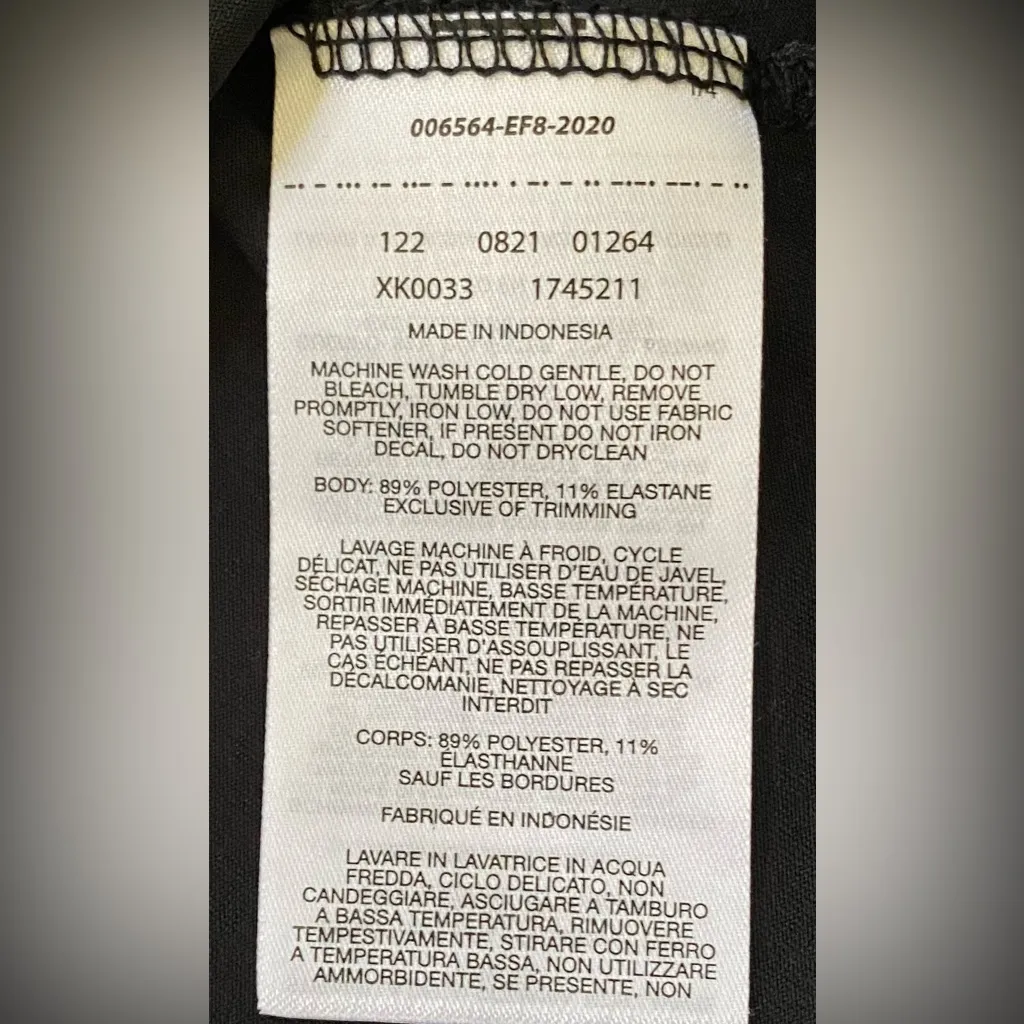 1/4
006564-EF8-2020
-. - ... .- ..- - .... . -. - .. -.-. --. - ..
122 0821 01264
XK0033 1745211
MADE IN INDONESIA
MACHINE WASH COLD GENTLE, DO NOT
BLEACH, TUMBLE DRY LOW, REMOVE
PROMPTLY, IRON LOW, DO NOT USE FABRIC
SOFTENER, IF PRESENT DO NOT IRON
DECAL, DO NOT DRYCLEAN
BODY: 89% POLYESTER, 11% ELASTANE
EXCLUSIVE OF TRIMMING
LAVAGE MACHINE À FROID, CYCLE
DÉLICAT, NE PAS UTILISER D'EAU DE JAVEL,
SÉCHAGE MACHINE, BASSE TEMPÉRATURE,
SORTIR IMMÉDIATEMENT DE LA MACHINE,
REPASSER À BASSE TEMPÉRATURE, NE
PAS UTILISER D'ASSOUPLISSANT, LE
CAS ÉCHÉANT, NE PAS REPASSER LA
DÉCALCOMANIE, NETTOYAGE À SEC
INTERDIT
CORPS: 89% POLYESTER, 11%
ÉLASTHANNE
SAUF LES BORDURES
FABRIQUÉ EN INDONÉSIE
LAVARE IN LAVATRICE IN ACQUA
FREDDA, CICLO DELICATO, NON
CANDEGGIARE, ASCIUGARE A TAMBURO
A BASSA TEMPERATURA, RIMUOVERE
TEMPESTIVAMENTE, STIRARE CON FERRO
A TEMPERATURA BASSA, NON UTILIZZARE
AMMORBIDENTE, SE PRESENTE, NON